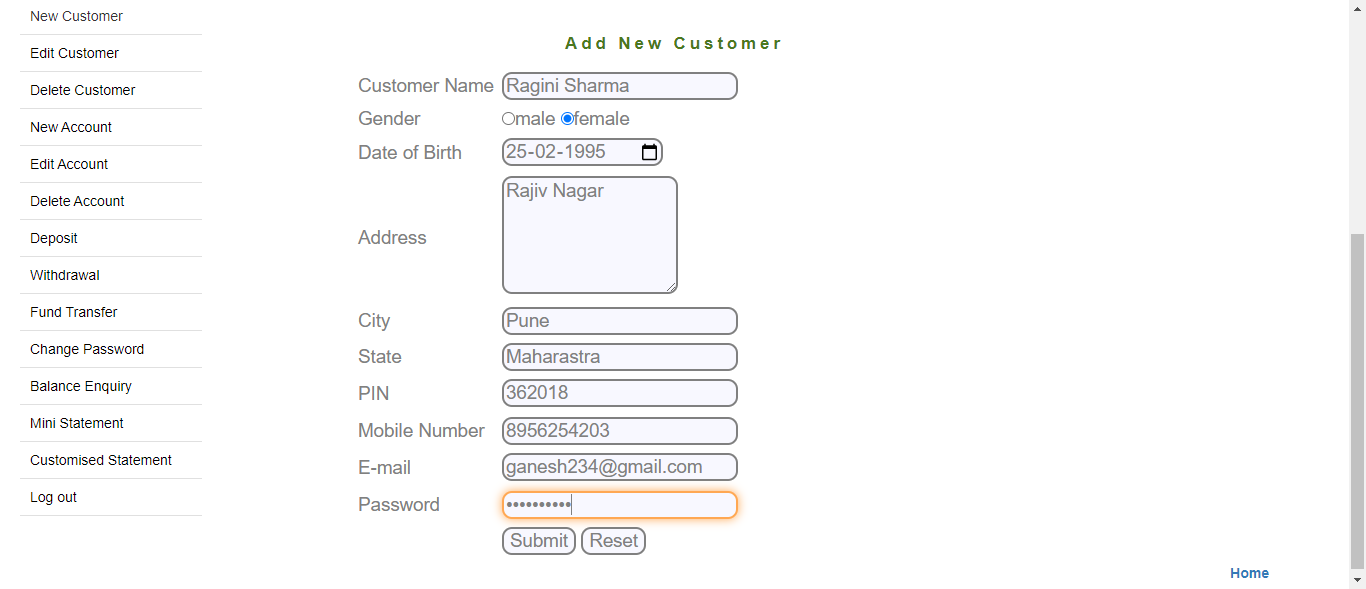 New Customer
Edit Customer
Delete Customer
New Account
Edit Account
Delete Account
Deposit
Withdrawal
Fund Transfer
Change Password
Balance Enquiry
Mini Statement
Customised Statement
Log out
Add New Customer
Customer Name Ragini Sharma
Gender male female
Date of Birth 25-02-1995
Address Rajiv Nagar
City Pune
State Maharastra
PIN 362018
Mobile Number 8956254203
E-mail ganesh234@gmail.com
Password ••••••••••
Submit Reset
Home